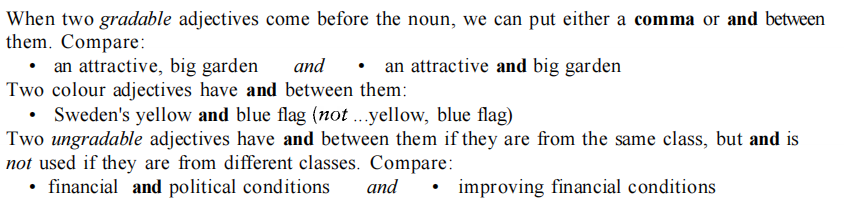 When two gradable adjectives come before the noun, we can put either a comma or and between
them. Compare:
• an attractive, big garden and • an attractive and big garden
Two colour adjectives have and between them:
• Sweden's yellow and blue flag (not ...yellow, blue flag)
Two ungradable adjectives have and between them if they are from the same class, but and is
not used if they are from different classes. Compare:
• financial and political conditions and • improving financial conditions